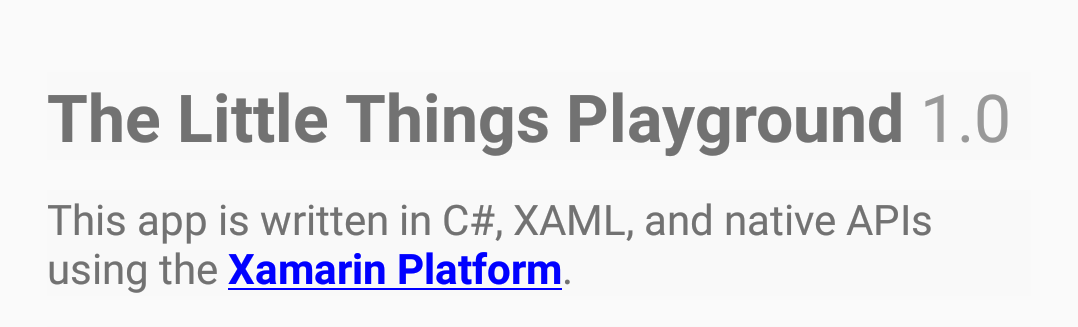 The Little Things Playground 1.0
This app is written in C#, XAML, and native APIs
using the Xamarin Platform.